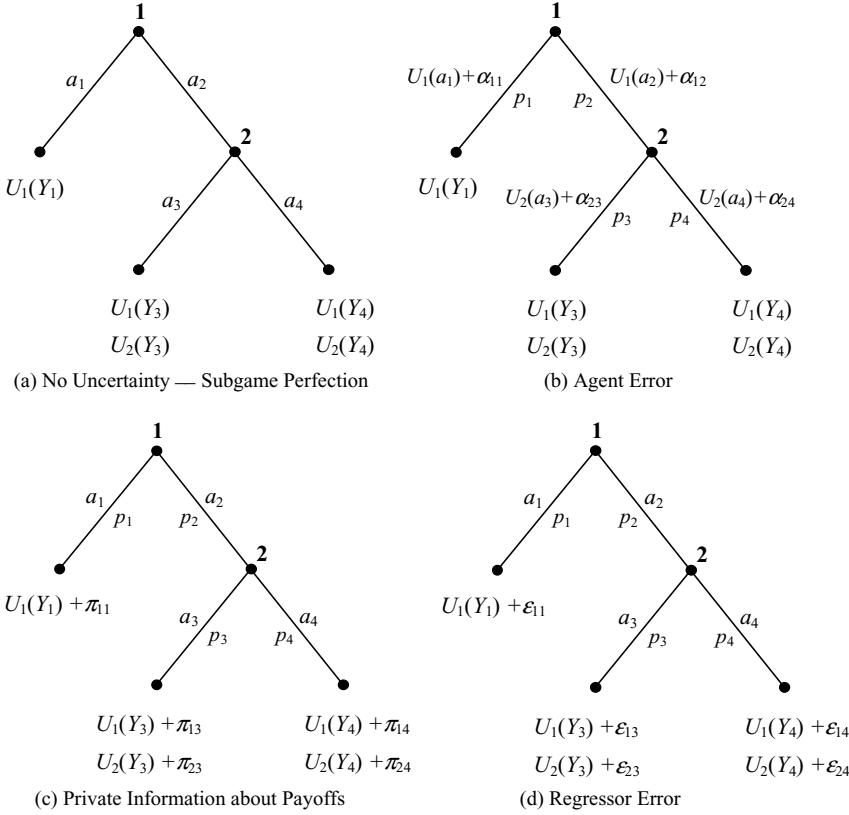 1
a₁
a₂
2
U₁(Y₁)
a₃
a₄
U₁(Y₃)
U₁(Y₄)
U₂(Y₃)
U₂(Y₄)
(a) No Uncertainty — Subgame Perfection
1
U₁(a₁)+α₁₁
U₁(a₂)+α₁₂
p₁
p₂
2
U₁(Y₁)
U₂(a₃)+α₂₃
U₂(a₄)+α₂₄
p₃
p₄
U₁(Y₃)
U₁(Y₄)
U₂(Y₃)
U₂(Y₄)
(b) Agent Error
1
a₁
a₂
p₁
p₂
2
U₁(Y₁) +π₁₁
a₃
a₄
p₃
p₄
U₁(Y₃) +π₁₃
U₁(Y₄) +π₁₄
U₂(Y₃) +π₂₃
U₂(Y₄) +π₂₄
(c) Private Information about Payoffs
1
a₁
a₂
p₁
p₂
2
U₁(Y₁) +ε₁₁
a₃
a₄
p₃
p₄
U₁(Y₃) +ε₁₃
U₁(Y₄) +ε₁₄
U₂(Y₃) +ε₂₃
U₂(Y₄) +ε₂₄
(d) Regressor Error